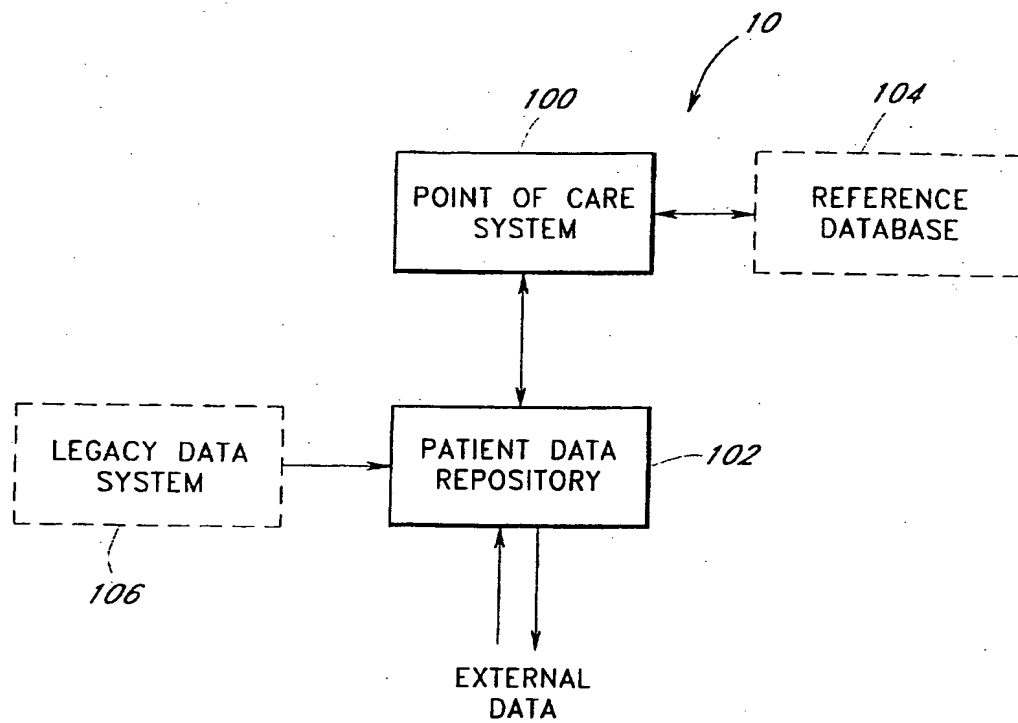 10
100
104
POINT OF CARE
SYSTEM
REFERENCE
DATABASE
LEGACY DATA
SYSTEM
PATIENT DATA
REPOSITORY
102
106
EXTERNAL
DATA